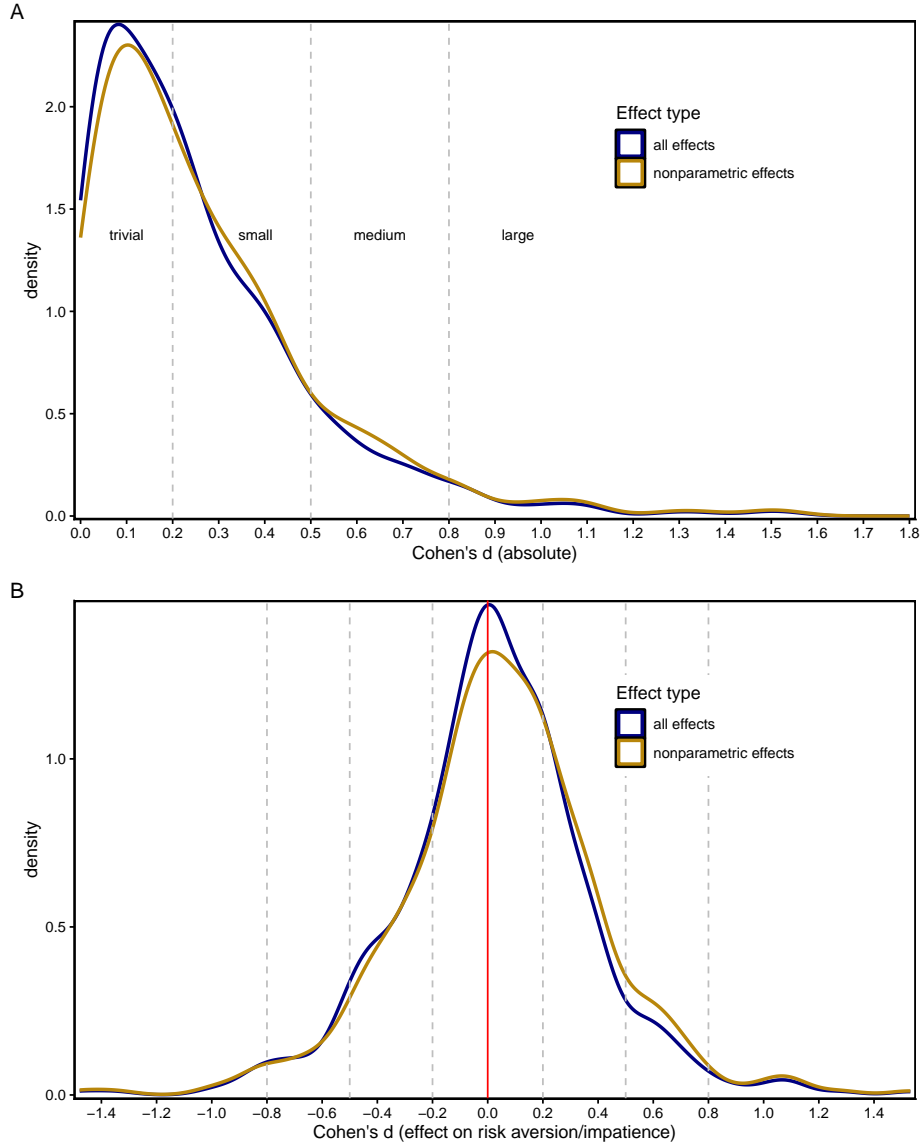 A
2.0
1.5
1.0
0.5
0.0
density
trivial
small
medium
large
Effect type
all effects
nonparametric effects
0.0 0.1 0.2 0.3 0.4 0.5 0.6 0.7 0.8 0.9 1.0 1.1 1.2 1.3 1.4 1.5 1.6 1.7 1.8
Cohen's d (absolute)
B
1.0
0.5
0.0
density
Effect type
all effects
nonparametric effects
−1.4 −1.2 −1.0 −0.8 −0.6 −0.4 −0.2 0.0 0.2 0.4 0.6 0.8 1.0 1.2 1.4
Cohen's d (effect on risk aversion/impatience)